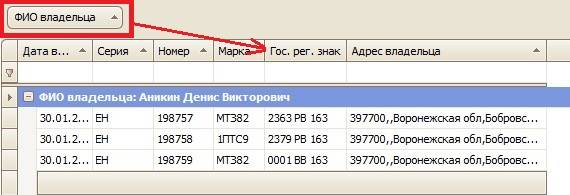 ФИО владельца
Дата в... Серия Номер Марка Гос. рег. знак Адрес владельца
ФИО владельца: Аникин Денис Викторович
30.01.2... ЕН 198757 МТ382 2363 РВ 163 397700,,Воронежская обл,Бобровс...
30.01.2... ЕН 198758 1ПТС9 2379 РВ 163 397700,,Воронежская обл,Бобровс...
30.01.2... ЕН 198759 МТ382 0001 ВВ 163 397700,,Воронежская обл,Бобровс...